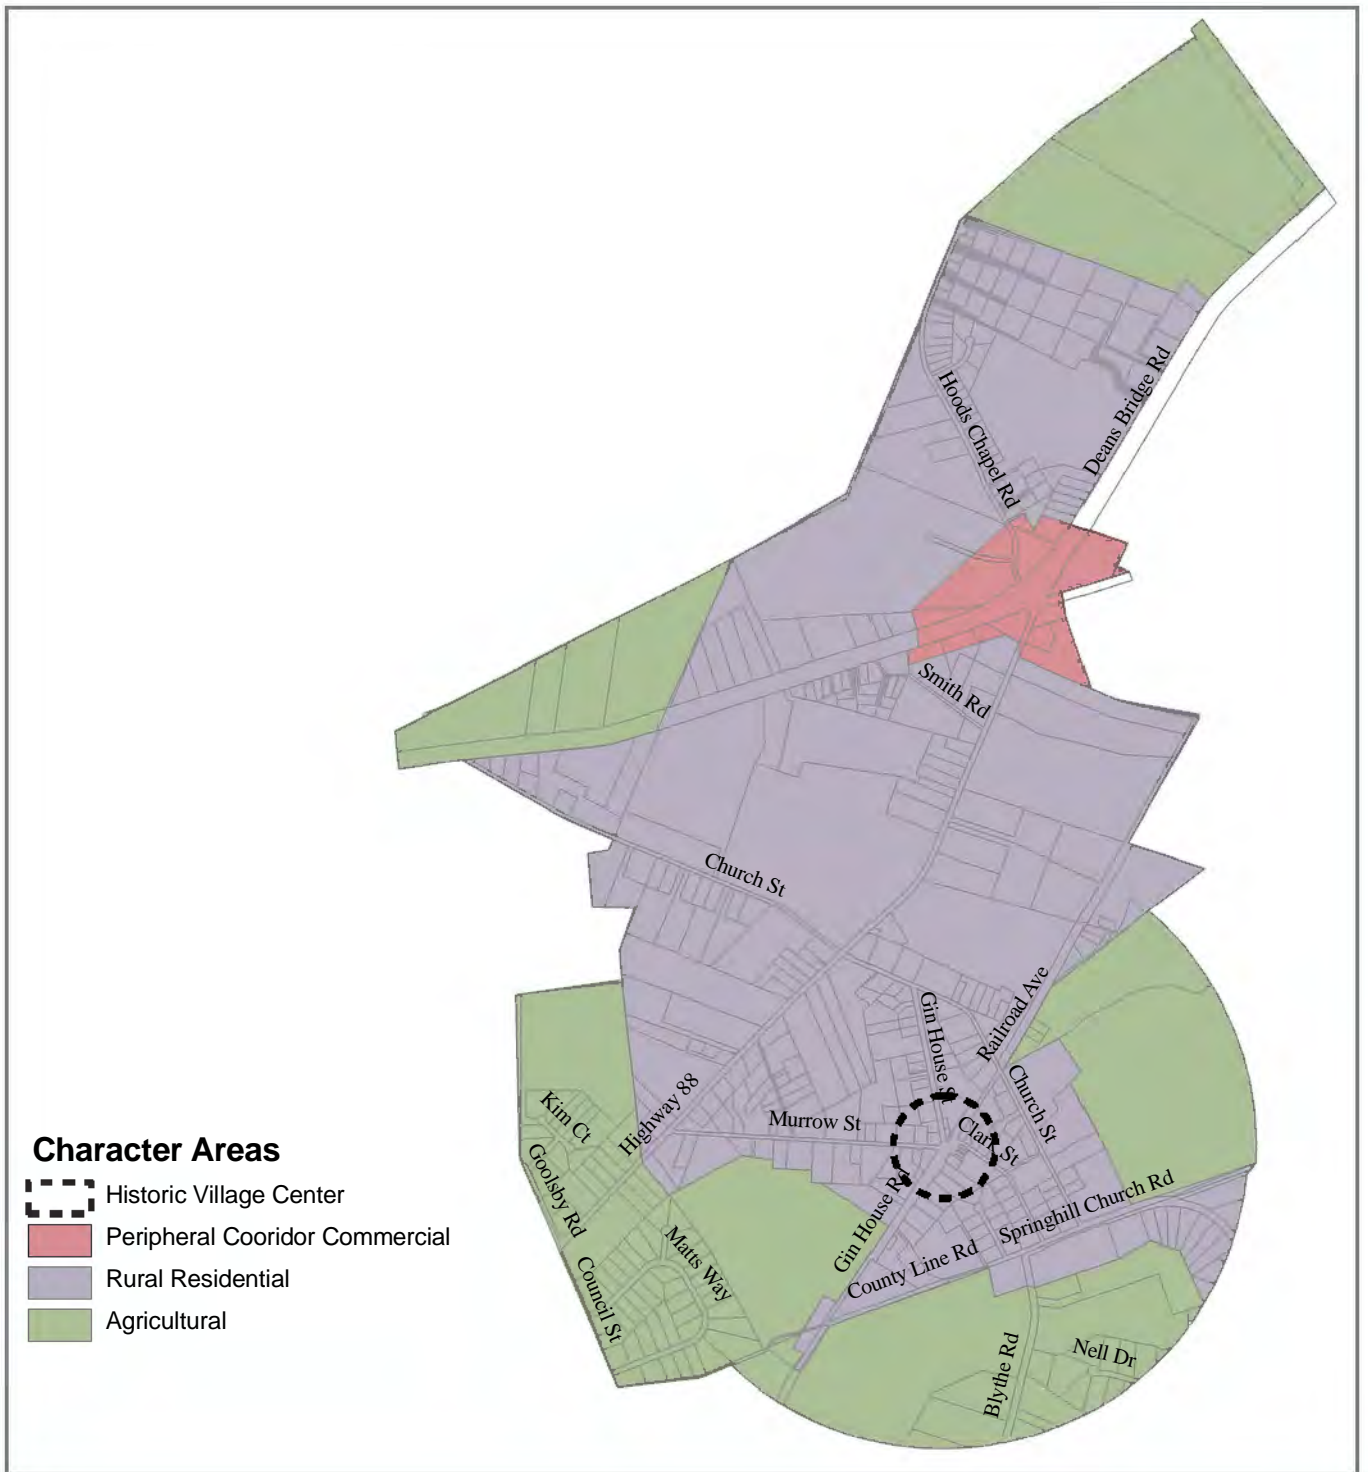 Hoods Chapel Rd
Deans Bridge Rd
Smith Rd
Church St
Gin House St
Railroad Ave
Church St
Highway 88
Murrow St
Clark St
Kim Ct
Goolsby Rd
Matts Way
Council St
Gin House Rd
County Line Rd
Springhill Church Rd
Blythe Rd
Nell Dr
Character Areas
Historic Village Center
Peripheral Cooridor Commercial
Rural Residential
Agricultural